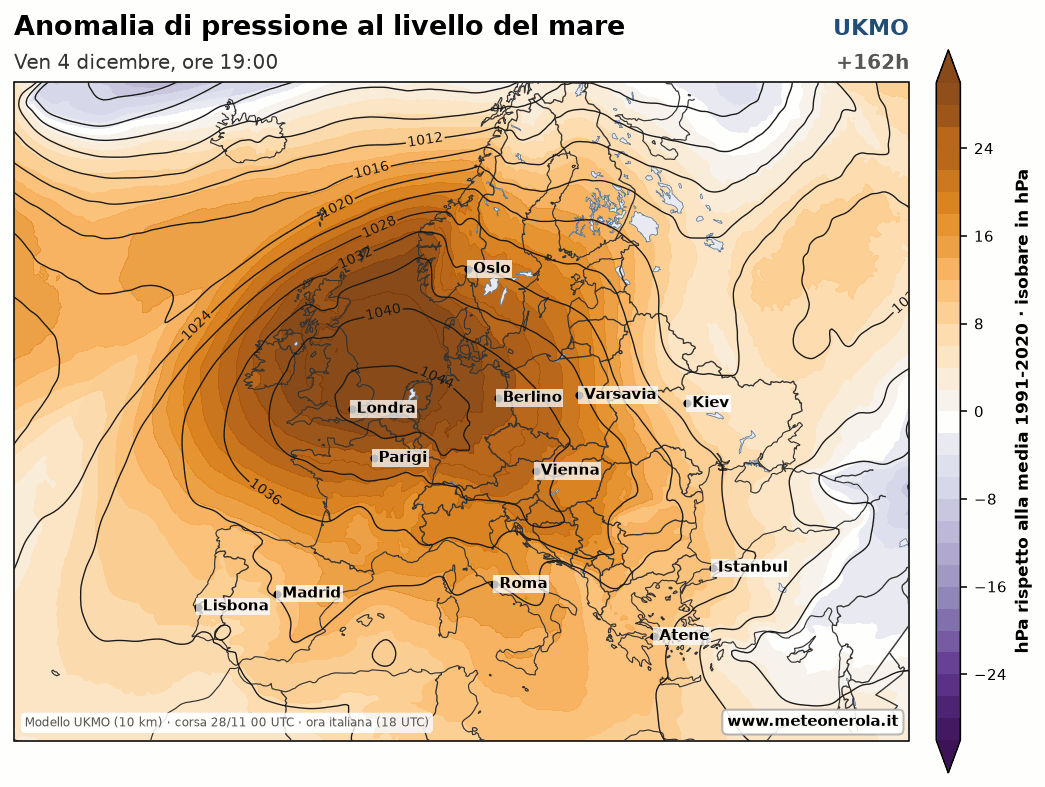 Anomalia di pressione al livello del mare
UKMO
Ven 4 dicembre, ore 19:00
+162h
1012
1016
1020
1028
1032
1024
1040
1044
1036
Oslo
Londra
Berlino
Varsavia
Kiev
Parigi
Vienna
Istanbul
Roma
Madrid
Lisbona
Atene
24
16
8
0
−8
−16
−24
hPa rispetto alla media 1991-2020 · isobare in hPa
Modello UKMO (10 km) · corsa 28/11 00 UTC · ora italiana (18 UTC)
www.meteonerola.it